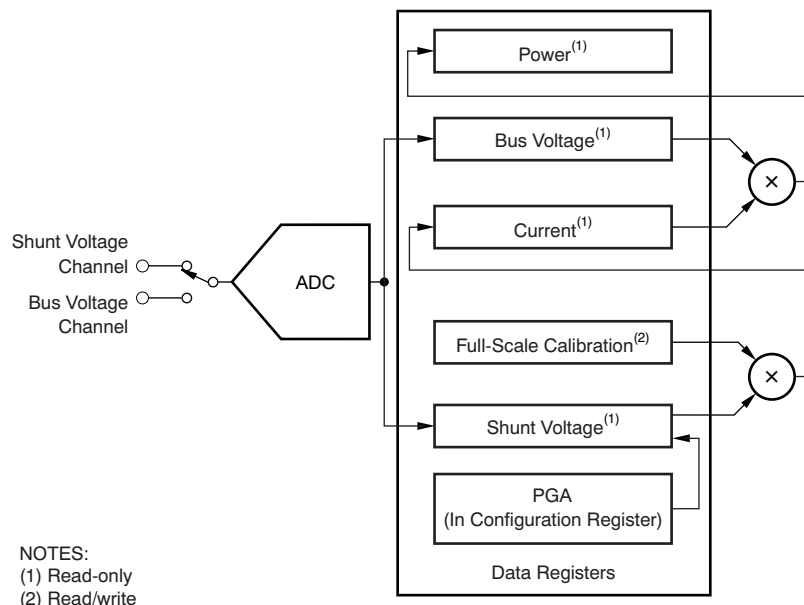 Power(1)
Bus Voltage(1)
×
Current(1)
Shunt Voltage
Channel
ADC
Bus Voltage
Channel
Full-Scale Calibration(2)
×
Shunt Voltage(1)
PGA
(In Configuration Register)
Data Registers
NOTES:
(1) Read-only
(2) Read/write